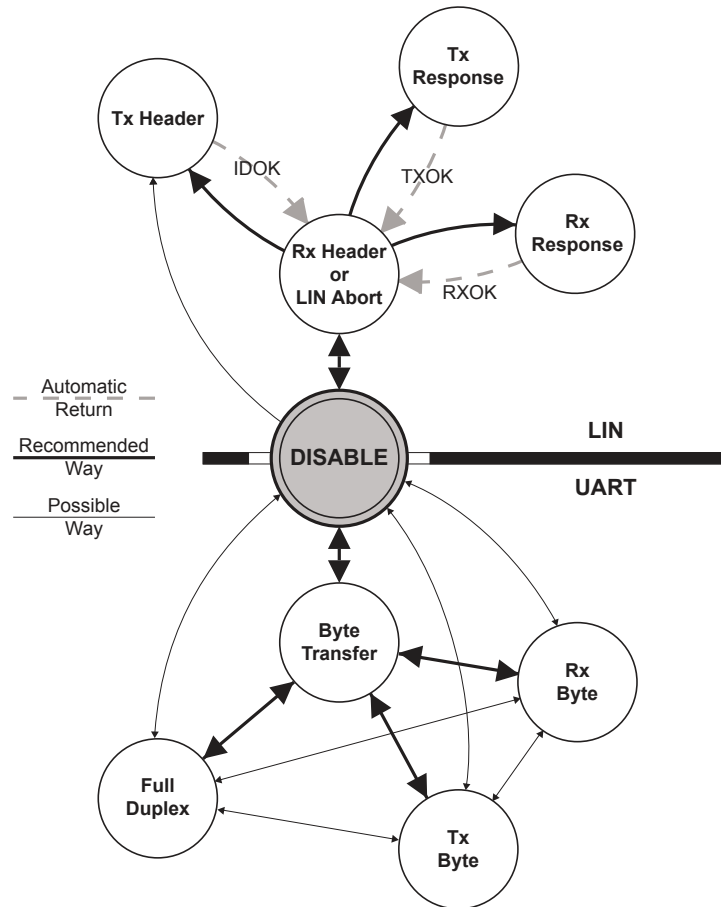 Tx
Response
Tx Header
IDOK
TXOK
Rx
Response
Rx Header
or
LIN Abort
RXOK
Automatic
Return
Recommended
Way
Possible
Way
DISABLE
LIN
UART
Byte
Transfer
Rx
Byte
Full
Duplex
Tx
Byte